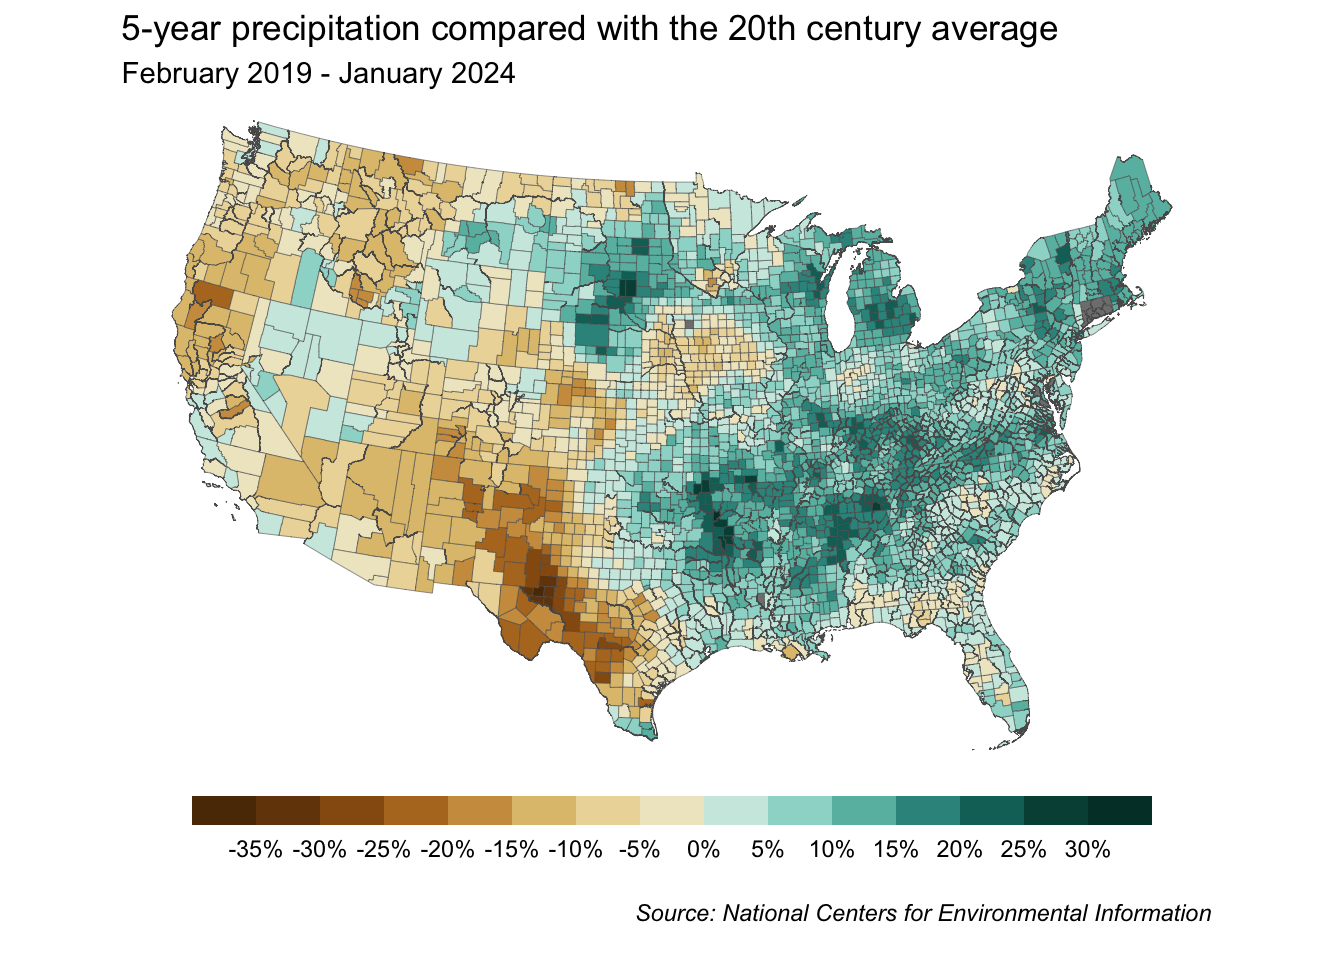 5-year precipitation compared with the 20th century average
February 2019 - January 2024
-35% -30% -25% -20% -15% -10% -5% 0% 5% 10% 15% 20% 25% 30%
Source: National Centers for Environmental Information